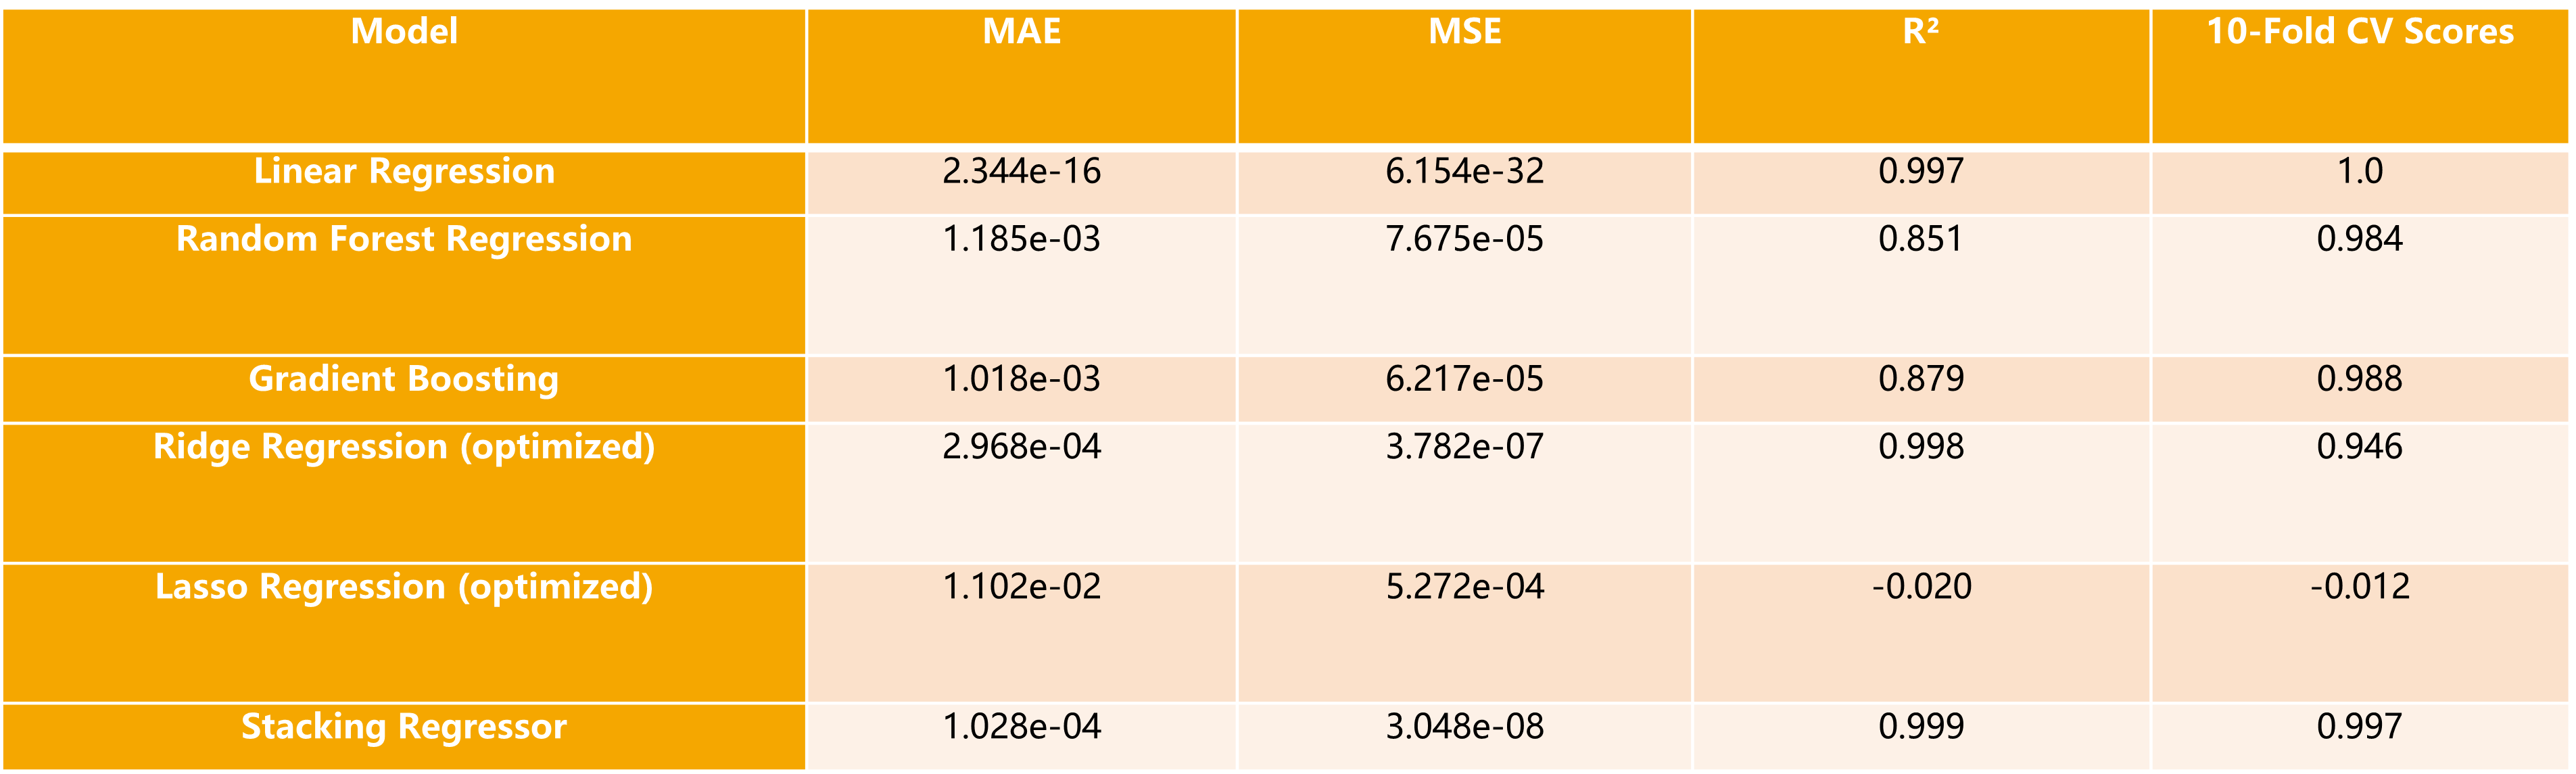 Model MAE MSE R² 10-Fold CV Scores
Linear Regression 2.344e-16 6.154e-32 0.997 1.0
Random Forest Regression 1.185e-03 7.675e-05 0.851 0.984
Gradient Boosting 1.018e-03 6.217e-05 0.879 0.988
Ridge Regression (optimized) 2.968e-04 3.782e-07 0.998 0.946
Lasso Regression (optimized) 1.102e-02 5.272e-04 -0.020 -0.012
Stacking Regressor 1.028e-04 3.048e-08 0.999 0.997